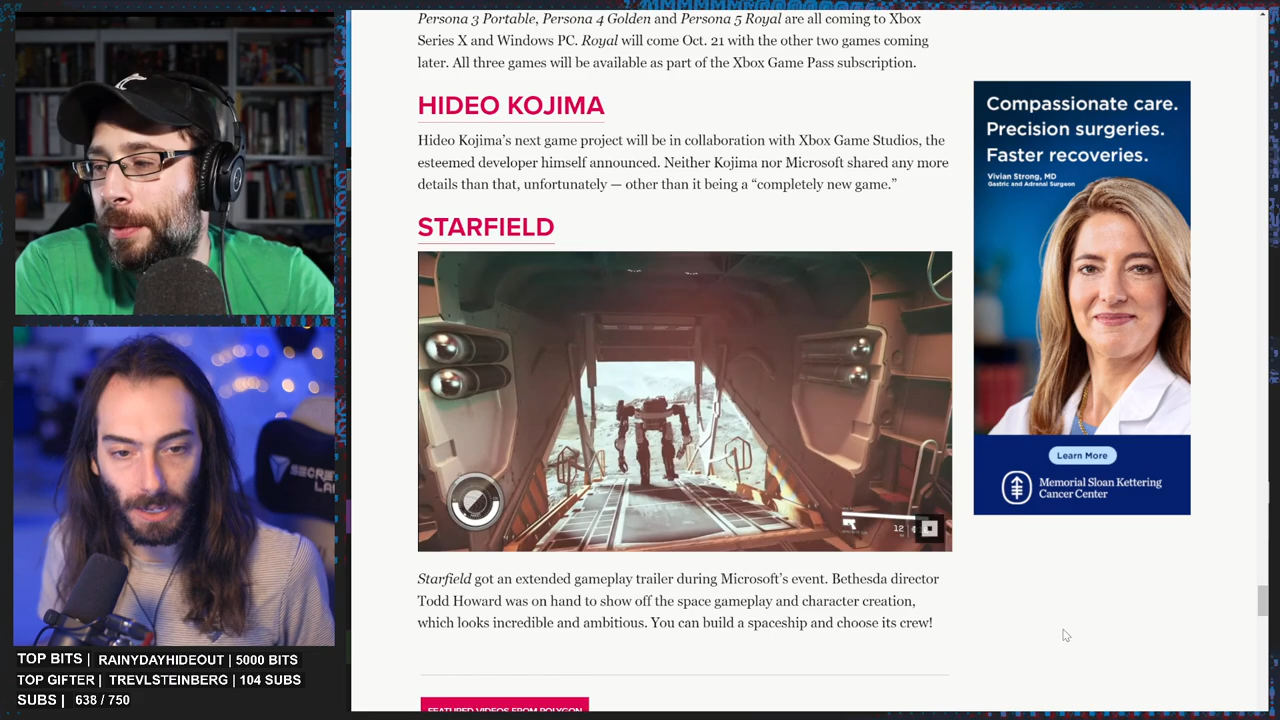 Persona 3 Portable, Persona 4 Golden and Persona 5 Royal are all coming to Xbox
Series X and Windows PC. Royal will come Oct. 21 with the other two games coming
later. All three games will be available as part of the Xbox Game Pass subscription.
HIDEO KOJIMA
Hideo Kojima’s next game project will be in collaboration with Xbox Game Studios, the
esteemed developer himself announced. Neither Kojima nor Microsoft shared any more
details than that, unfortunately — other than it being a “completely new game.”
STARFIELD
12
Starfield got an extended gameplay trailer during Microsoft’s event. Bethesda director
Todd Howard was on hand to show off the space gameplay and character creation,
which looks incredible and ambitious. You can build a spaceship and choose its crew!
FEATURED VIDEOS FROM POLYGON
Compassionate care.
Precision surgeries.
Faster recoveries.
Vivian Strong, MD
Gastric and Adrenal Surgeon
Learn More
Memorial Sloan Kettering
Cancer Center
TOP BITS | RAINYDAYHIDEOUT | 5000 BITS
TOP GIFTER | TREVLSTEINBERG | 104 SUBS
SUBS | 638 / 750